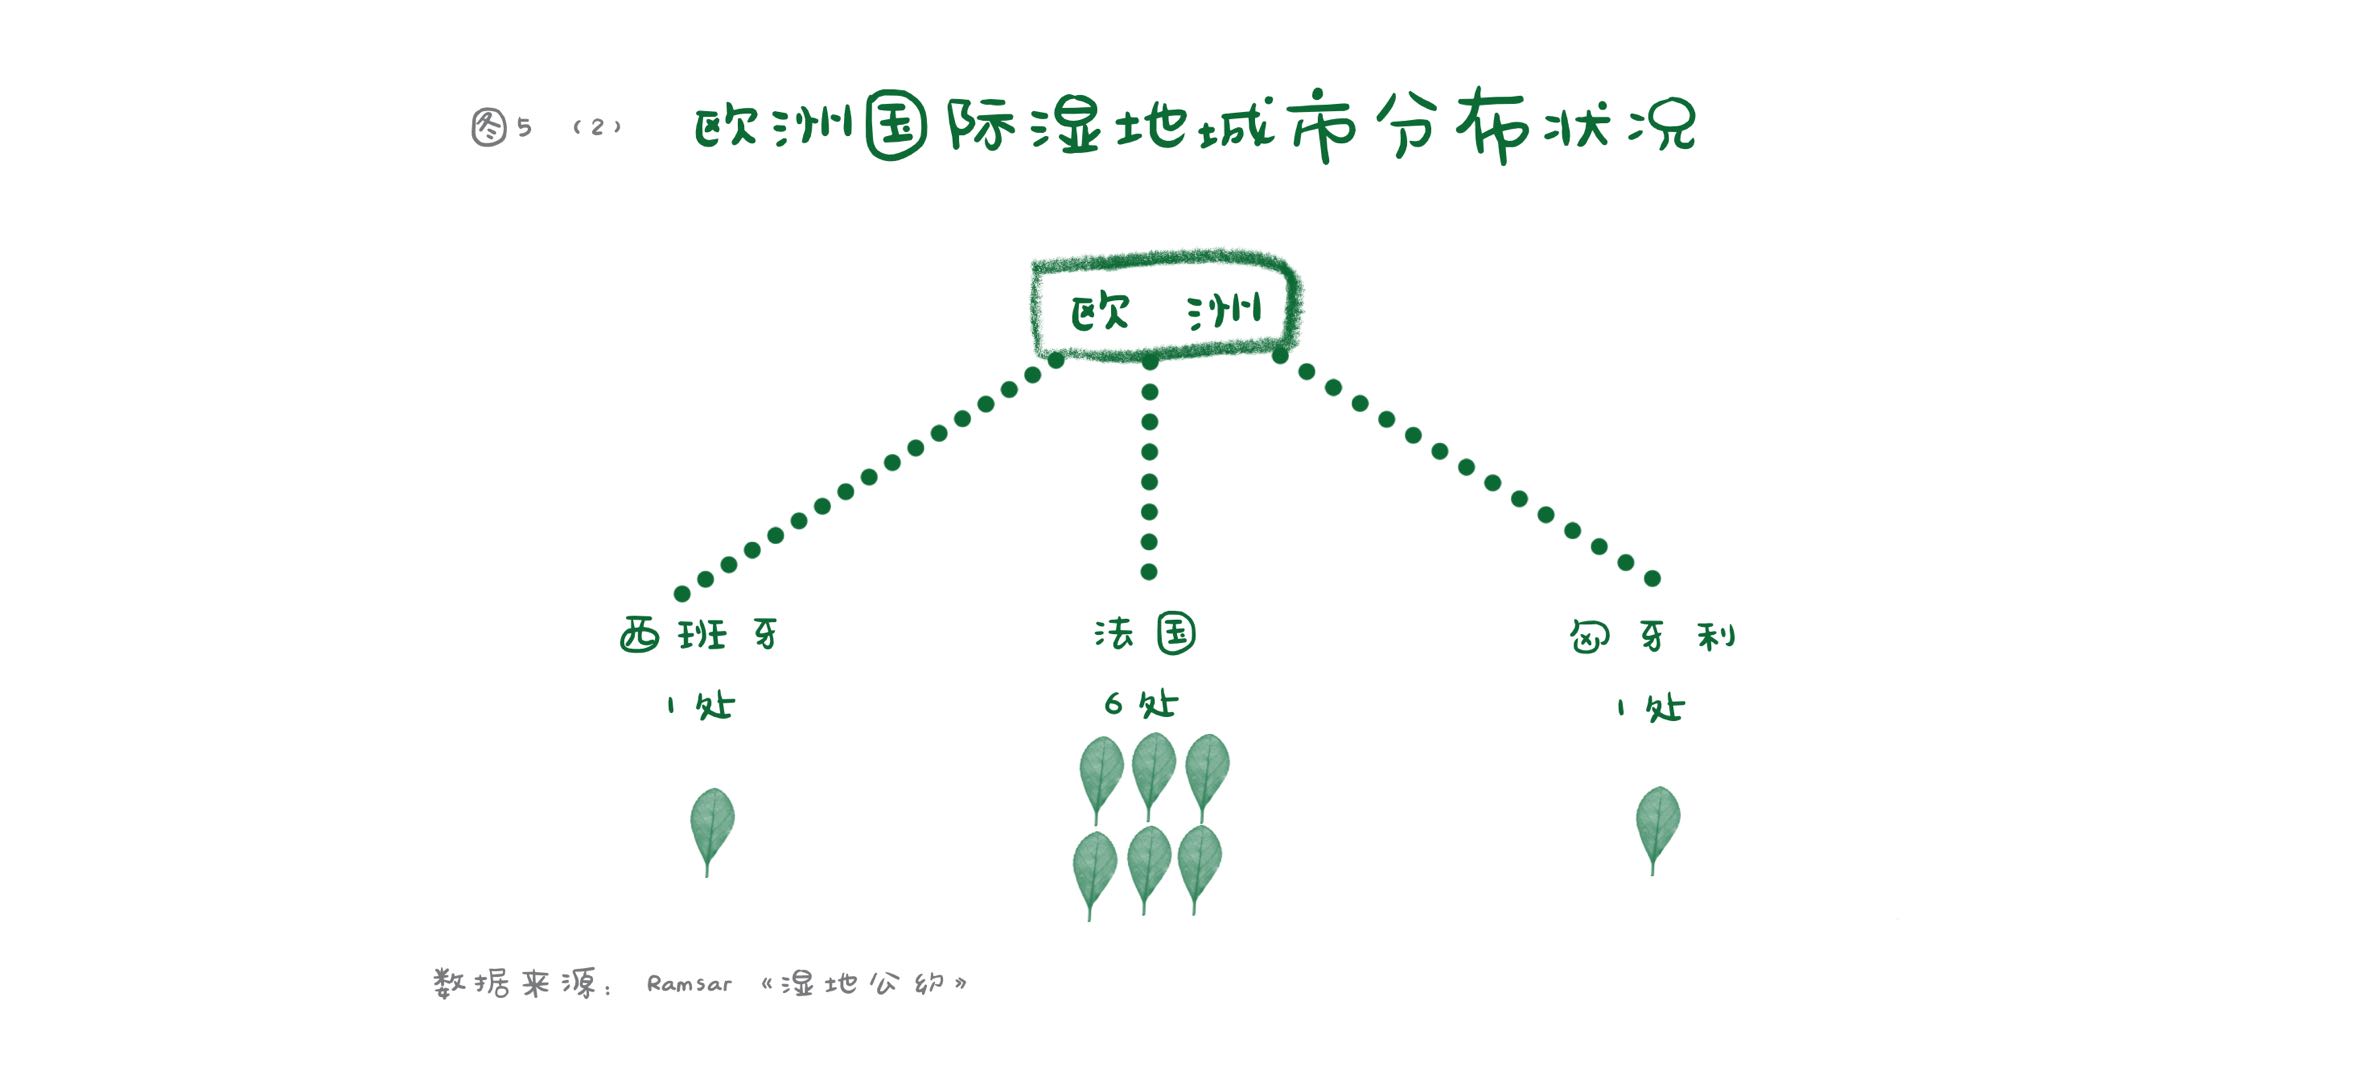 图5 （2） 欧洲国际湿地城市分布状况
欧 洲
西班牙 法国 匈牙利
1处 6处 1处
数据来源： Ramsar 《湿地公约》